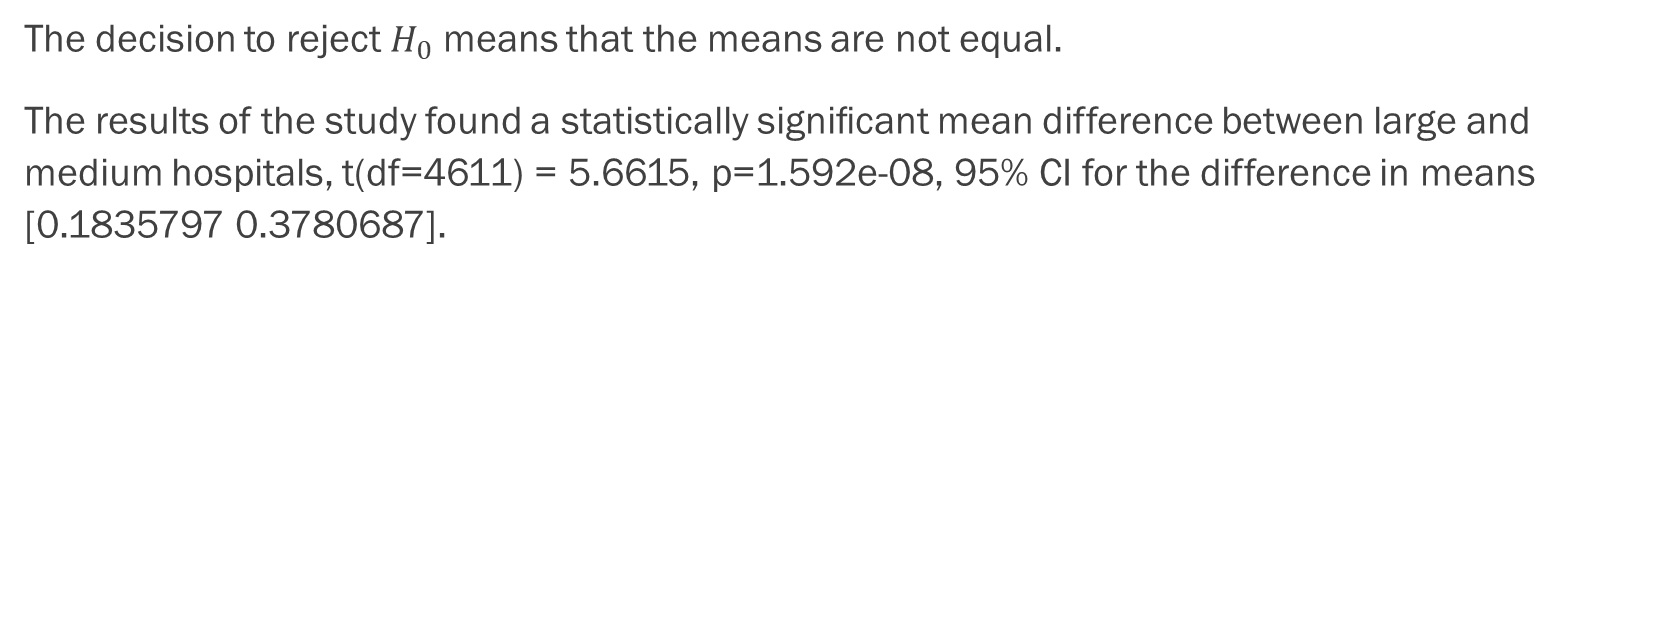 The decision to reject H₀ means that the means are not equal.
The results of the study found a statistically significant mean difference between large and
medium hospitals, t(df=4611) = 5.6615, p=1.592e-08, 95% CI for the difference in means
[0.1835797 0.3780687].